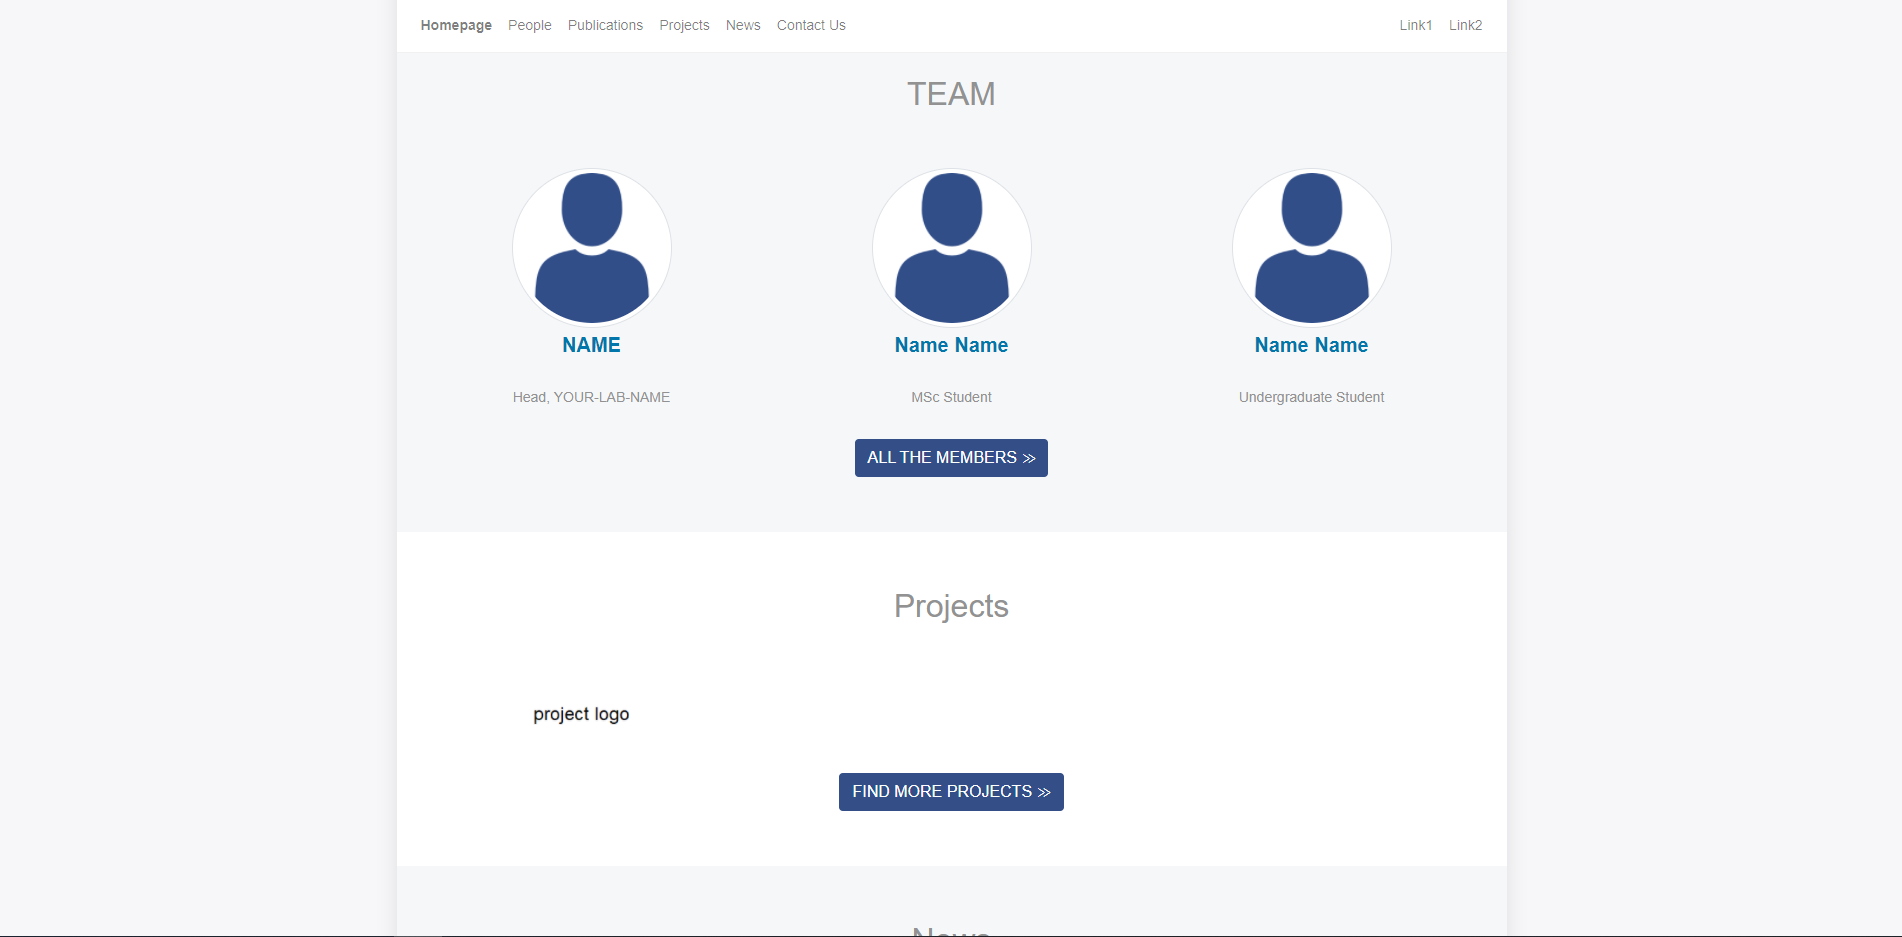 Homepage People Publications Projects News Contact Us Link1 Link2
TEAM
NAME Name Name Name Name
Head, YOUR-LAB-NAME MSc Student Undergraduate Student
ALL THE MEMBERS ≫
Projects
project logo
FIND MORE PROJECTS ≫
News